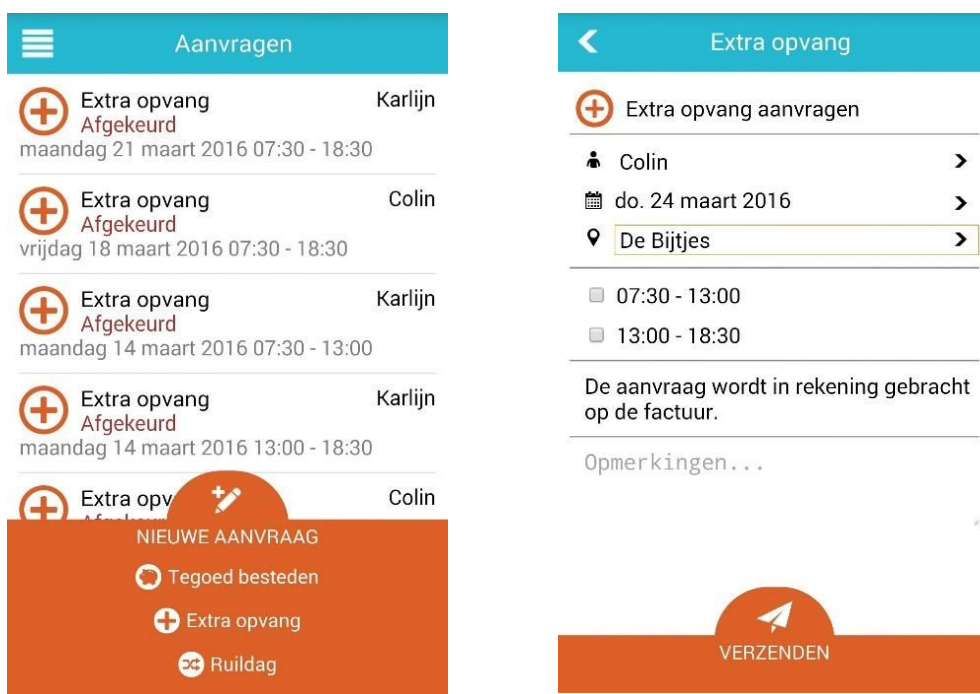 Aanvragen
Extra opvang Karlijn
Afgekeurd
maandag 21 maart 2016 07:30 - 18:30
Extra opvang Colin
Afgekeurd
vrijdag 18 maart 2016 07:30 - 18:30
Extra opvang Karlijn
Afgekeurd
maandag 14 maart 2016 07:30 - 13:00
Extra opvang Karlijn
Afgekeurd
maandag 14 maart 2016 13:00 - 18:30
Extra opv Colin
NIEUWE AANVRAAG
Tegoed besteden
Extra opvang
Ruildag
Extra opvang
Extra opvang aanvragen
Colin
do. 24 maart 2016
De Bijtjes
07:30 - 13:00
13:00 - 18:30
De aanvraag wordt in rekening gebracht
op de factuur.
Opmerkingen...
VERZENDEN